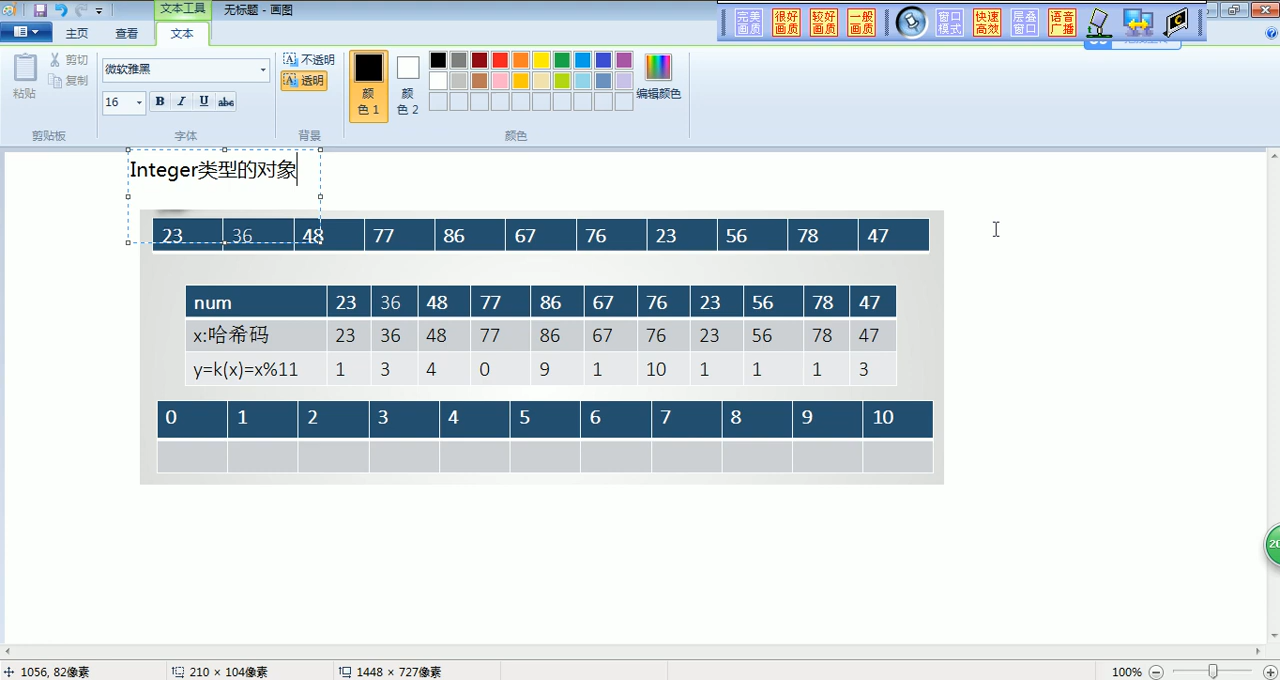 文本工具 无标题 - 画图
完美画质 很好画质 较好画质 一般画质 窗口模式 快速高效 层叠窗口 语音广播
主页 查看 文本
粘贴 剪切 复制
剪贴板
微软雅黑
16 B I U abc
字体
不透明
透明
背景
颜色 1 颜色 2 编辑颜色
颜色
Integer类型的对象
23 36 48 77 86 67 76 23 56 78 47
num 23 36 48 77 86 67 76 23 56 78 47
x:哈希码 23 36 48 77 86 67 76 23 56 78 47
y=k(x)=x%11 1 3 4 0 9 1 10 1 1 1 3
0 1 2 3 4 5 6 7 8 9 10
20
1056, 82像素 210 × 104像素 1448 × 727像素 100%